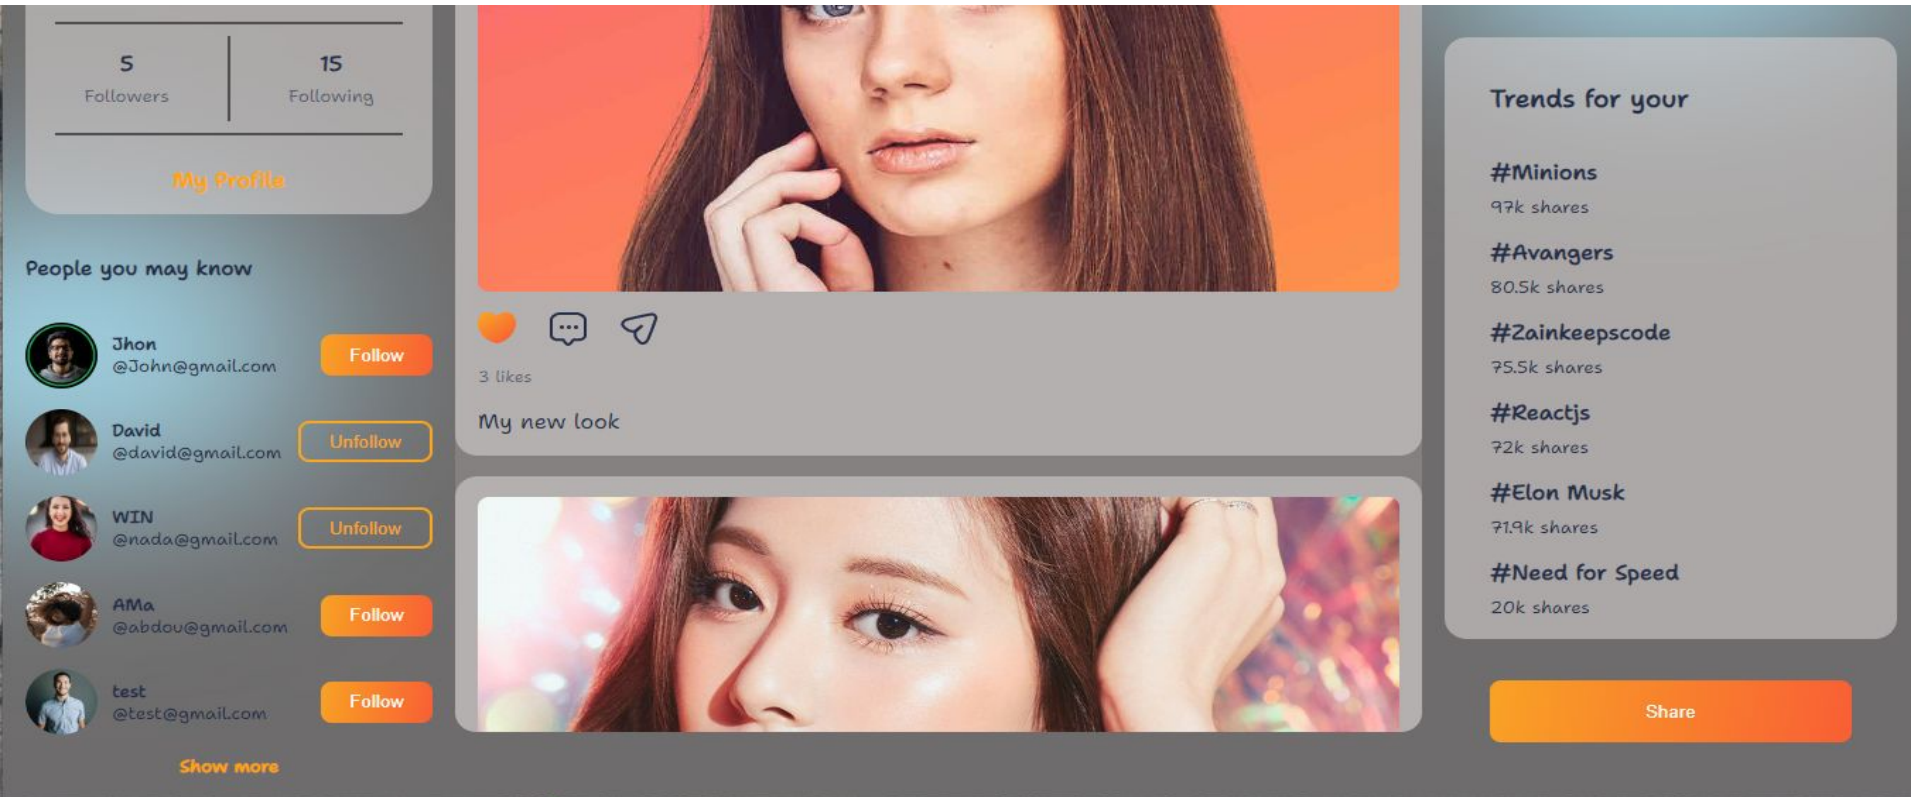 5
Followers
15
Following
My Profile
People you may know
Jhon
@John@gmail.com
Follow
David
@david@gmail.com
Unfollow
WIN
@nada@gmail.com
Unfollow
AMa
@abdou@gmail.com
Follow
test
@test@gmail.com
Follow
Show more
3 likes
My new look
Trends for your
#Minions
97k shares
#Avangers
80.5k shares
#Zainkeepscode
75.5k shares
#Reactjs
72k shares
#Elon Musk
71.9k shares
#Need for Speed
20k shares
Share